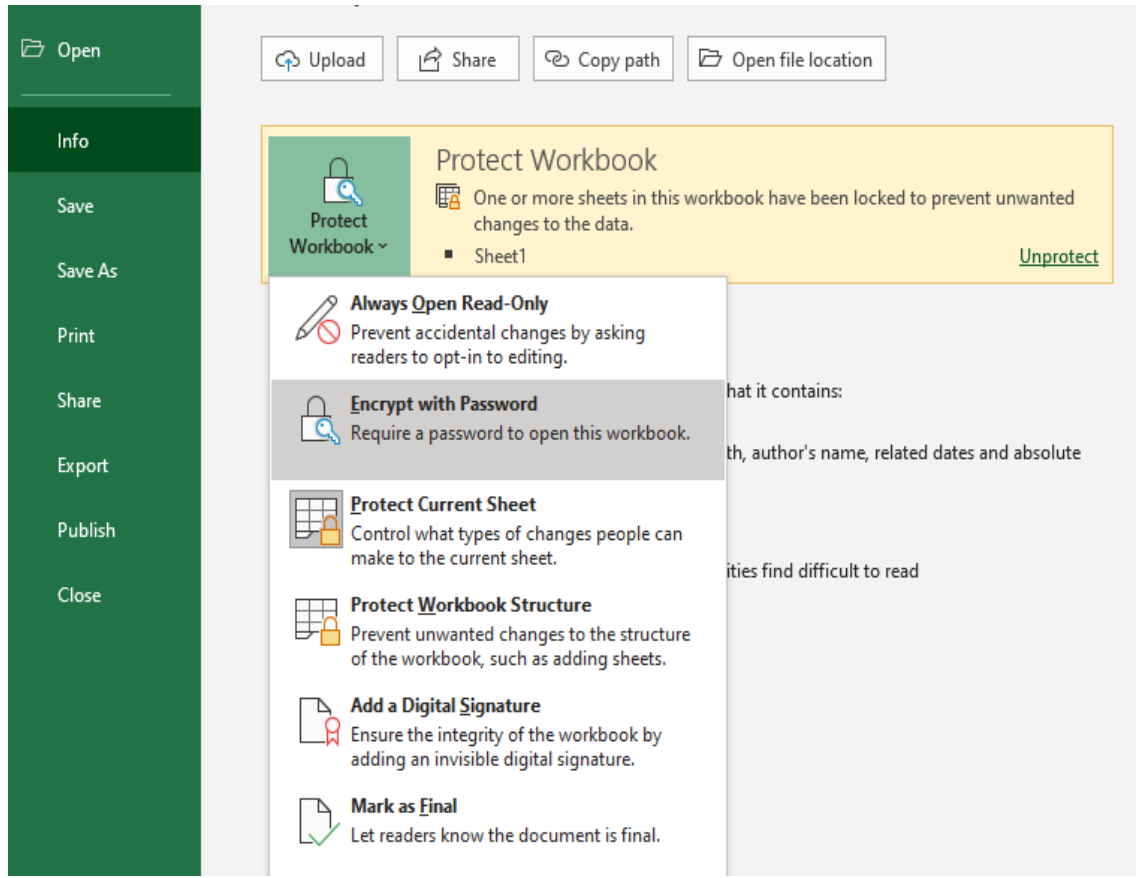 Open
Info
Save
Save As
Print
Share
Export
Publish
Close
Upload
Share
Copy path
Open file location
Protect Workbook
Protect Workbook
One or more sheets in this workbook have been locked to prevent unwanted
changes to the data.
Sheet1
Unprotect
Always Open Read-Only
Prevent accidental changes by asking
readers to opt-in to editing.
Encrypt with Password
Require a password to open this workbook.
Protect Current Sheet
Control what types of changes people can
make to the current sheet.
Protect Workbook Structure
Prevent unwanted changes to the structure
of the workbook, such as adding sheets.
Add a Digital Signature
Ensure the integrity of the workbook by
adding an invisible digital signature.
Mark as Final
Let readers know the document is final.
hat it contains:
th, author's name, related dates and absolute
ities find difficult to read